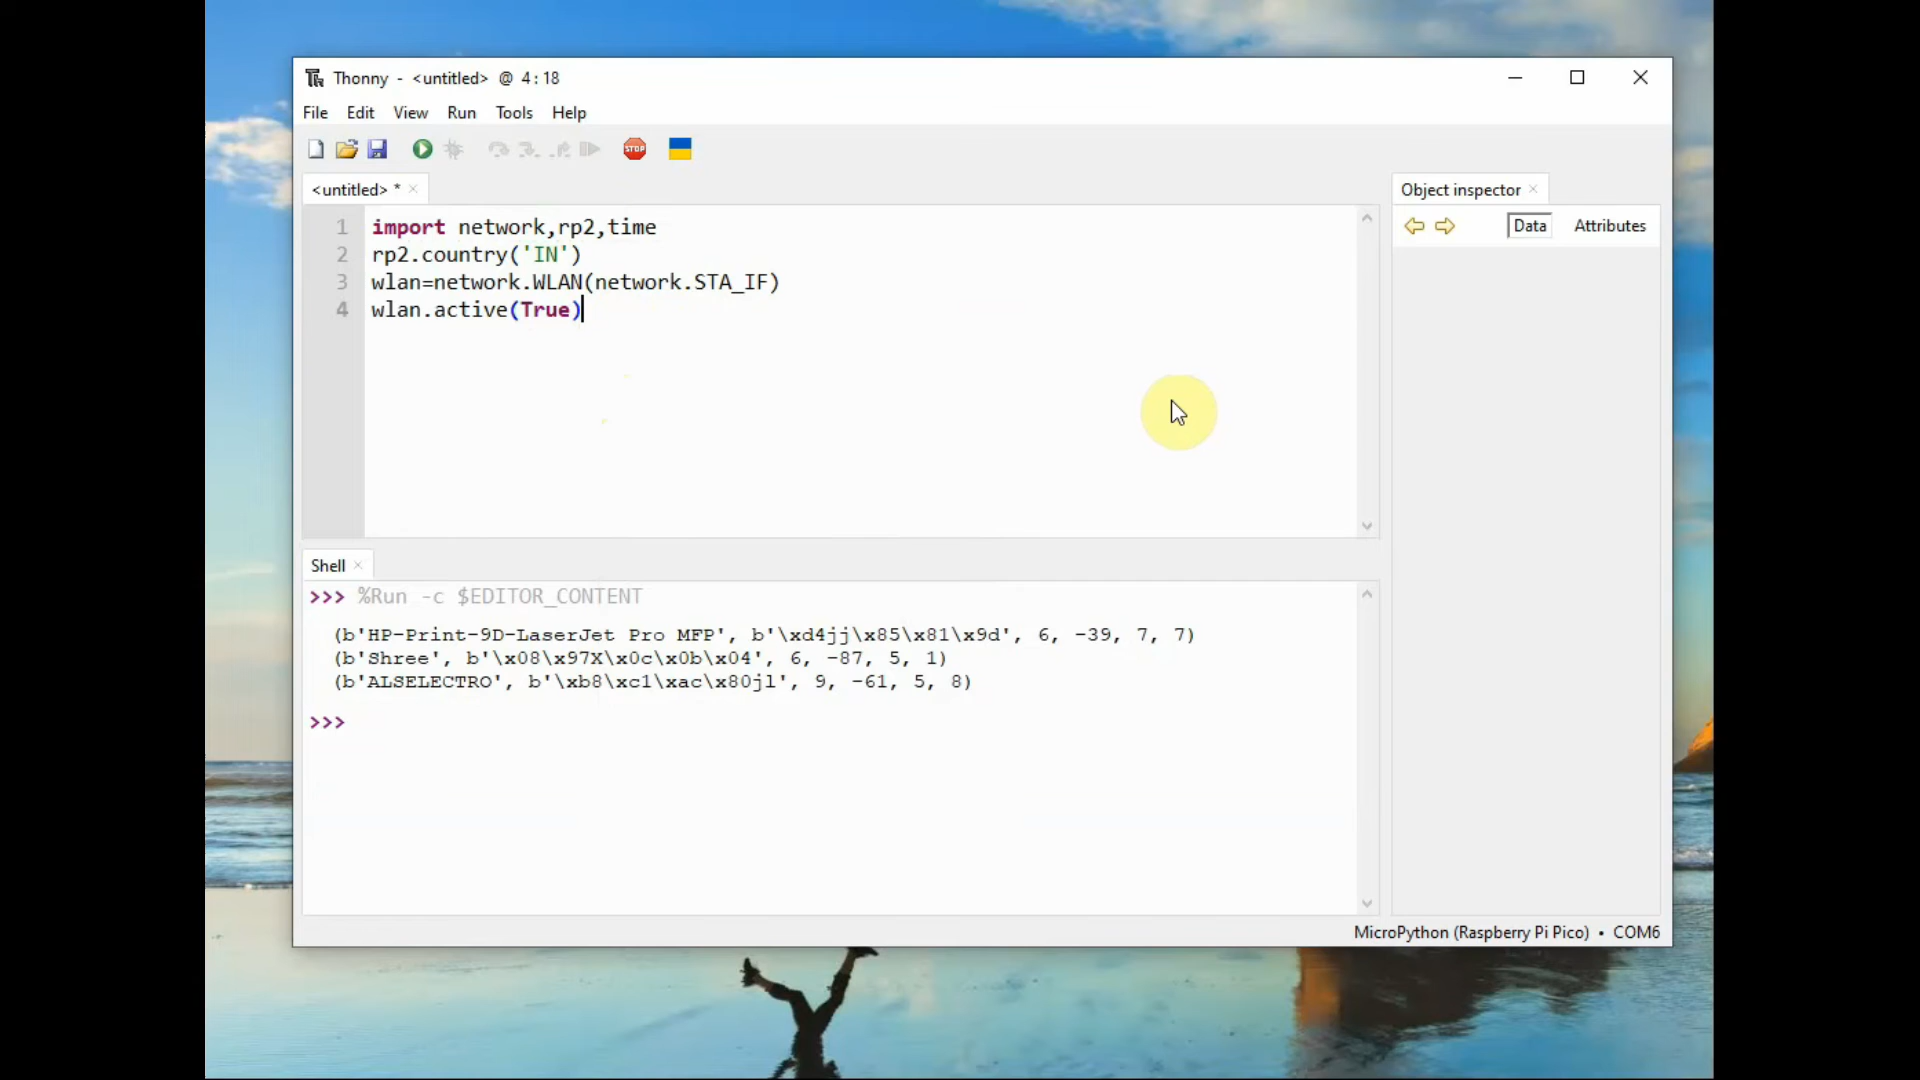 Thonny - <untitled> @ 4:18
File Edit View Run Tools Help
STOP
<untitled> *
1 import network,rp2,time
2 rp2.country('IN')
3 wlan=network.WLAN(network.STA_IF)
4 wlan.active(True)
Object inspector
Data Attributes
Shell
>>> %Run -c $EDITOR_CONTENT
(b'HP-Print-9D-LaserJet Pro MFP', b'\xd4jj\x85\x81\x9d', 6, -39, 7, 7)
(b'Shree', b'\x08\x97X\x0c\x0b\x04', 6, -87, 5, 1)
(b'ALSELECTRO', b'\xb8\xc1\xac\x80jl', 9, -61, 5, 8)
>>>
MicroPython (Raspberry Pi Pico) • COM6